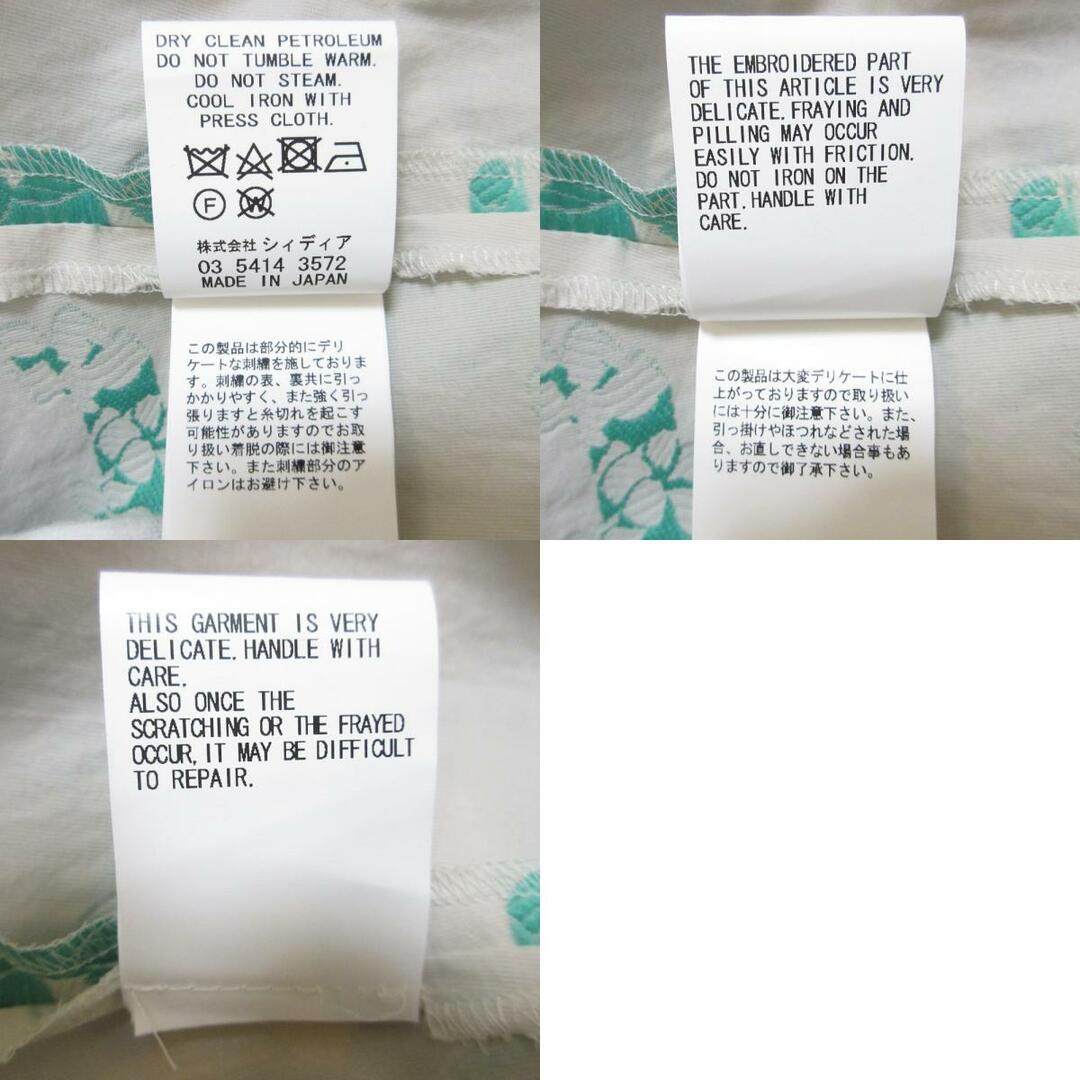 DRY CLEAN PETROLEUM
DO NOT TUMBLE WARM.
DO NOT STEAM.
COOL IRON WITH
PRESS CLOTH.
F
W
株式会社 シィディア
03 5414 3572
MADE IN JAPAN
この製品は部分的にデリ
ケートな刺繍を施しておりま
す。刺繍の表、裏共に引っ
かかりやすく、また強く引っ
張りますと糸切れを起こす
可能性がありますのでお取
り扱い着脱の際には御注意
下さい。また刺繍部分のア
イロンはお避け下さい。
THE EMBROIDERED PART
OF THIS ARTICLE IS VERY
DELICATE. FRAYING AND
PILLING MAY OCCUR
EASILY WITH FRICTION.
DO NOT IRON ON THE
PART. HANDLE WITH
CARE.
この製品は大変デリケートに仕
上がっておりますので取り扱い
には十分に御注意下さい。また、
引っ掛けやほつれなどされた場
合、お直しできない場合事もあ
りますので御了承下さい。
THIS GARMENT IS VERY
DELICATE. HANDLE WITH
CARE.
ALSO ONCE THE
SCRATCHING OR THE FRAYED
OCCUR, IT MAY BE DIFFICULT
TO REPAIR.